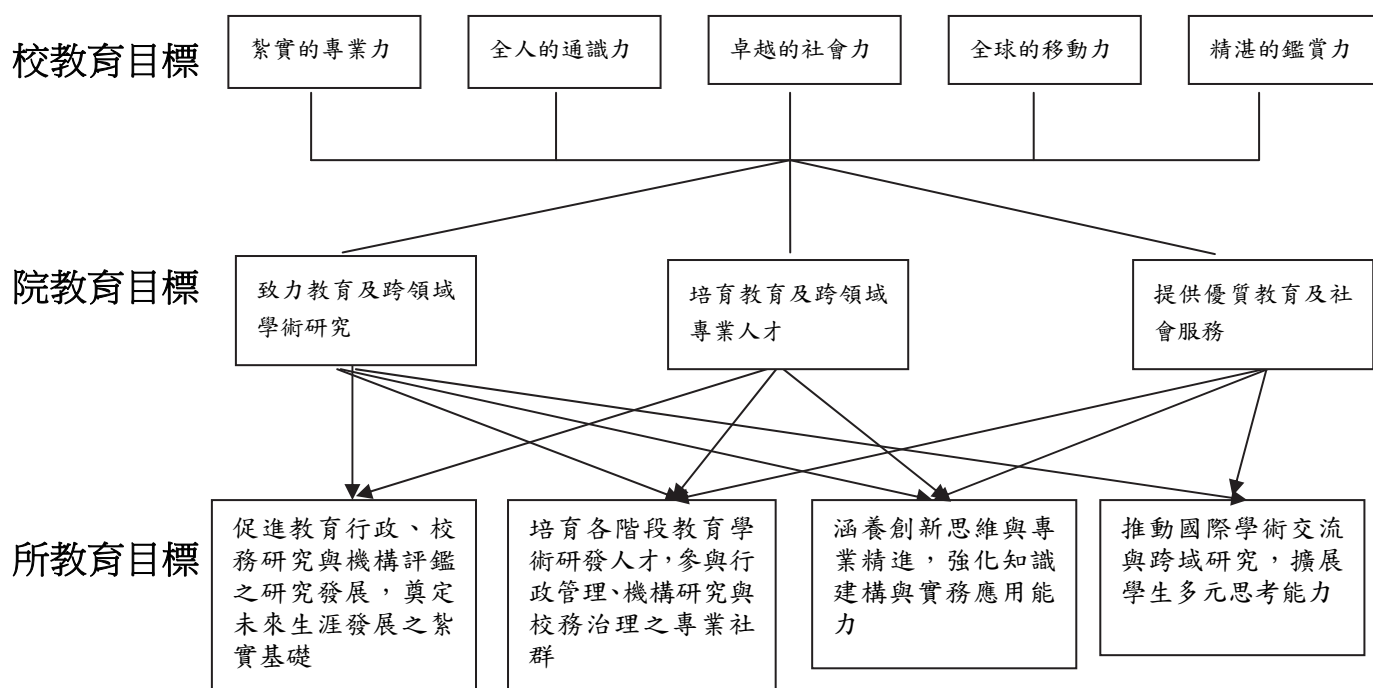 校教育目標
紮實的專業力
全人的通識力
卓越的社會力
全球的移動力
精湛的鑑賞力
院教育目標
致力教育及跨領域
學術研究
培育教育及跨領域
專業人才
提供優質教育及社
會服務
所教育目標
促進教育行政、校
務研究與機構評鑑
之研究發展，奠定
未來生涯發展之紮
實基礎
培育各階段教育學
術研發人才，參與行
政管理、機構研究與
校務治理之專業社
群
涵養創新思維與專
業精進，強化知識
建構與實務應用能
力
推動國際學術交流
與跨域研究，擴展
學生多元思考能力